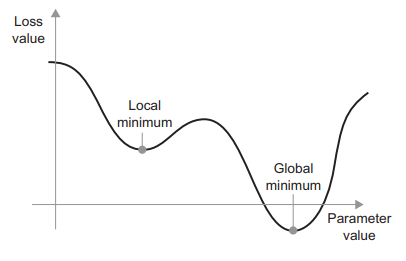 Loss
value
Local
minimum
Global
minimum
Parameter
value